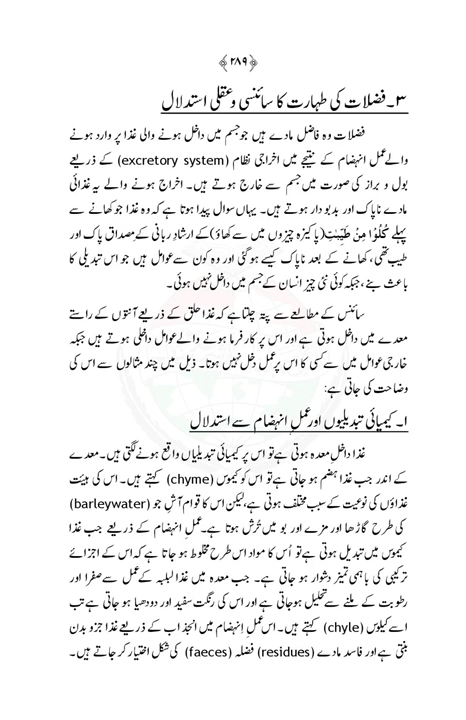 ﴿۲۸۹﴾
۳۔ فضلات کی طہارت کا سائنسی و عقلی استدلال
فضلات وہ فاضل مادے ہیں جو جسم میں داخل ہونے والی غذا پر وارد ہونے
والے عملِ انہضام کے نتیجے میں اخراجی نظام (excretory system) کے ذریعے
بول و براز کی صورت میں جسم سے خارج ہوتے ہیں۔ اخراج ہونے والے یہ غذائی
مادے ناپاک اور بدبودار ہوتے ہیں۔ یہاں سوال پیدا ہوتا ہے کہ وہ غذا جو کھانے سے
پہلے كُلُوْا مِنْ طَيِّبٰتِ (پاکیزہ چیزوں میں سے کھاؤ) کے ارشادِ ربانی کے مصداق پاک اور
طیب تھی، کھانے کے بعد ناپاک کیسے ہوگئی اور وہ کون سے عوامل ہیں جو اس تبدیلی کا
باعث بنے، جبکہ کوئی نئی چیز انسان کے جسم میں داخل نہیں ہوئی۔
سائنس کے مطالعے سے پتہ چلتا ہے کہ غذا حلق کے ذریعے آنتوں کے راستے
معدے میں داخل ہوتی ہے اور اس پر کارفرما ہونے والے عوامل داخلی ہوتے ہیں جبکہ
خارجی عوامل میں سے کسی کا اس پر عمل دخل نہیں ہوتا۔ ذیل میں چند مثالوں سے اس کی
وضاحت کی جاتی ہے:
۱۔ کیمیائی تبدیلیوں اور عملِ انہضام سے استدلال
غذا داخلِ معدہ ہوتی ہے تو اس پر کیمیائی تبدیلیاں واقع ہونے لگتی ہیں۔ معدے
کے اندر جب غذا ہضم ہو جاتی ہے تو اس کو کیموس (chyme) کہتے ہیں۔ اس کی ہیئت
غذاؤں کی نوعیت کے سبب مختلف ہوتی ہے، لیکن اس کا قوام آشِ جو (barleywater)
کی طرح گاڑھا اور مزے اور بو میں تُرش ہوتا ہے۔ عملِ انہضام کے ذریعے جب غذا
کیموس میں تبدیل ہوتی ہے تو اُس کا مواد اس طرح مخلوط ہو جاتا ہے کہ اس کے اجزائے
ترکیبی کی باہمی تمیز دشوار ہو جاتی ہے۔ جب معدہ میں غذا لبلبہ کے عمل سے صفرا اور
رطوبت کے ملنے سے تحلیل ہوجاتی ہے اور اس کی رنگت سفید اور دودھیا ہو جاتی ہے تب
اسے کیلوس (chyle) کہتے ہیں۔ اس عملِ اِنہضام میں انجذاب کے ذریعے غذا جزوِ بدن
بنتی ہے اور فاسد مادے (residues) فضلہ (faeces) کی شکل اختیار کر جاتے ہیں۔